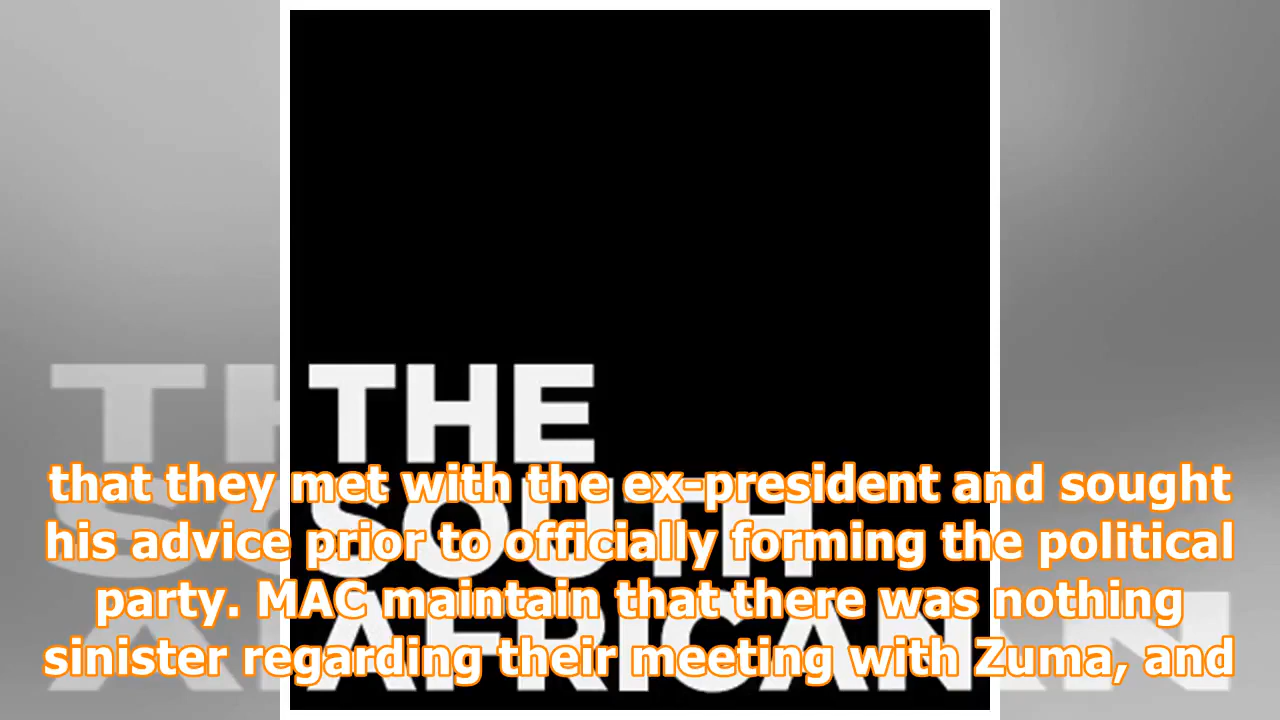 THE
SOUTH
AFRICAN
that they met with the ex-president and sought
his advice prior to officially forming the political
party. MAC maintain that there was nothing
sinister regarding their meeting with Zuma, and